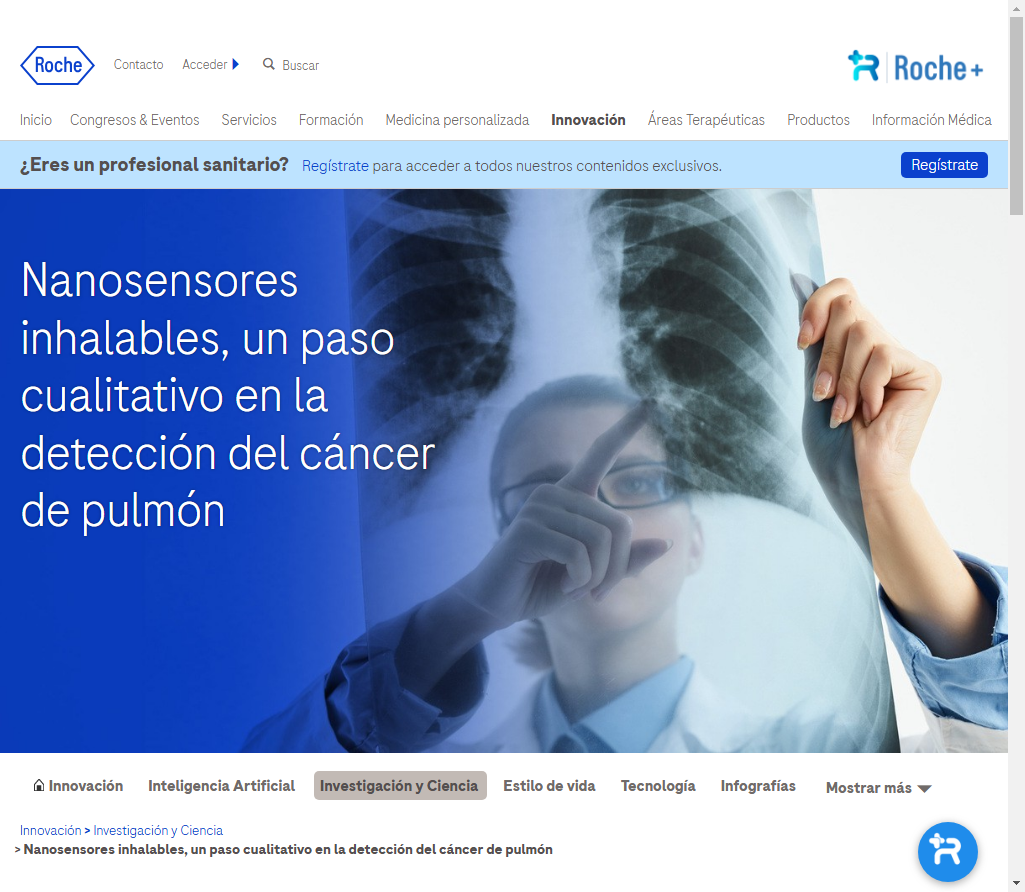 Roche
Contacto
Acceder
Buscar
Roche+
Inicio
Congresos & Eventos
Servicios
Formación
Medicina personalizada
Innovación
Áreas Terapéuticas
Productos
Información Médica
¿Eres un profesional sanitario? Regístrate para acceder a todos nuestros contenidos exclusivos.
Regístrate
Nanosensores
inhalables, un paso
cualitativo en la
detección del cáncer
de pulmón
Innovación
Inteligencia Artificial
Investigación y Ciencia
Estilo de vida
Tecnología
Infografías
Mostrar más
Innovación > Investigación y Ciencia
> Nanosensores inhalables, un paso cualitativo en la detección del cáncer de pulmón